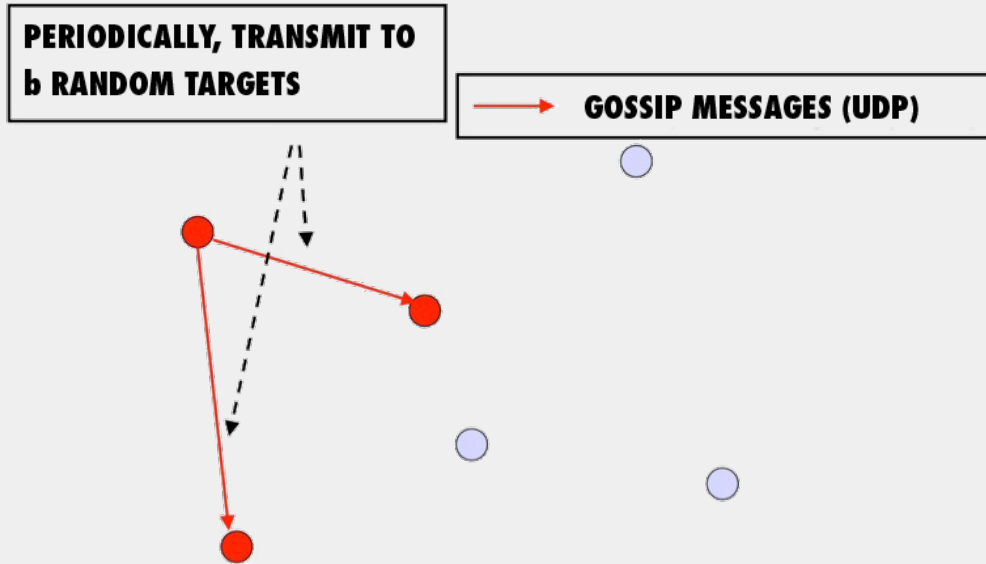 PERIODICALLY, TRANSMIT TO
b RANDOM TARGETS
GOSSIP MESSAGES (UDP)